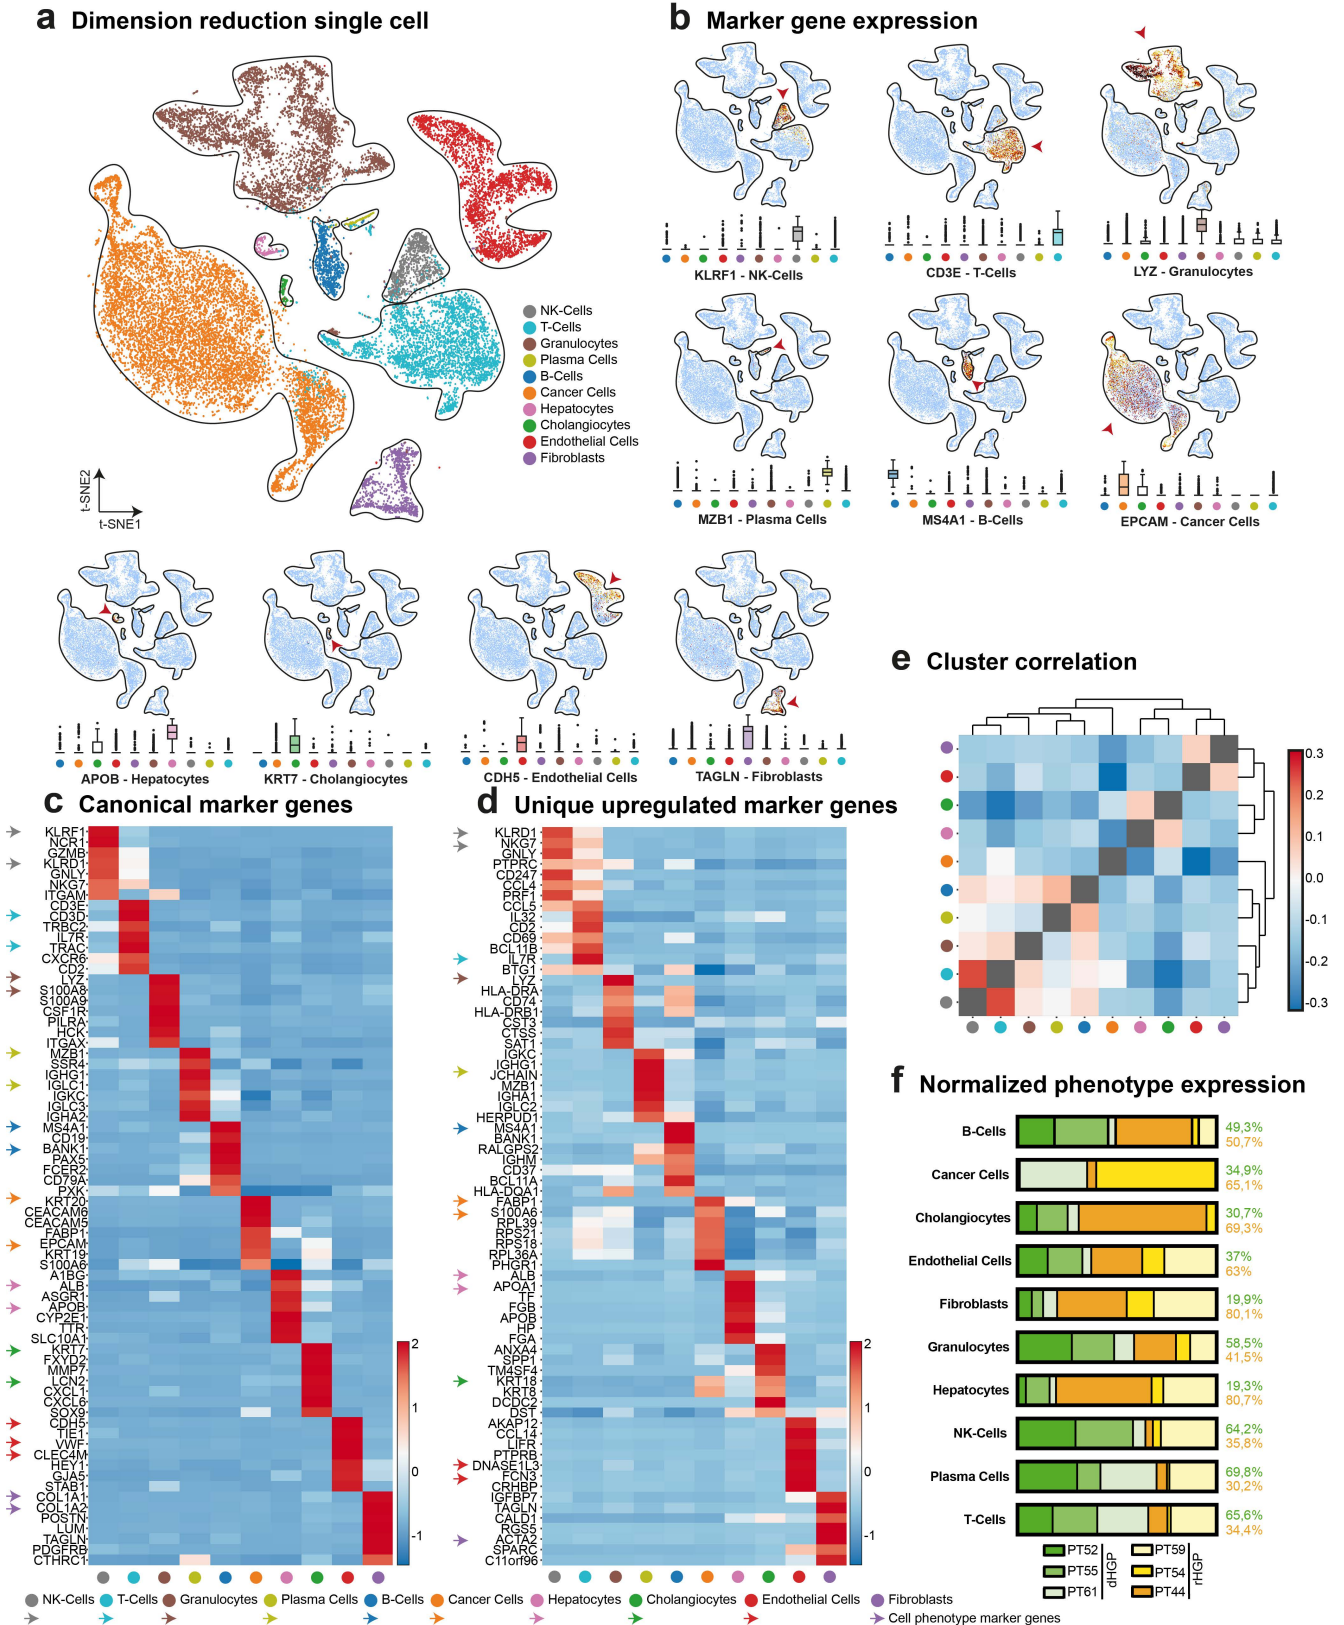 a Dimension reduction single cell
t-SNE2
t-SNE1
NK-Cells
T-Cells
Granulocytes
Plasma Cells
B-Cells
Cancer Cells
Hepatocytes
Cholangiocytes
Endothelial Cells
Fibroblasts
b Marker gene expression
KLRF1 - NK-Cells
CD3E - T-Cells
LYZ - Granulocytes
MZB1 - Plasma Cells
MS4A1 - B-Cells
EPCAM - Cancer Cells
APOB - Hepatocytes
KRT7 - Cholangiocytes
CDH5 - Endothelial Cells
TAGLN - Fibroblasts
c Canonical marker genes
KLRF1
NCR1
GZMB
KLRD1
GNLY
NKG7
ITGAM
CD3E
CD3D
TRBC2
IL7R
TRAC
CXCR6
CD2
LYZ
S100A8
S100A9
CSF1R
PILRA
HCK
ITGAX
MZB1
SSR4
IGHG1
IGLC1
IGKC
IGLC3
IGHA2
MS4A1
CD19
BANK1
PAX5
FCER2
CD79A
PXK
KRT20
CEACAM6
CEACAM5
FABP1
EPCAM
KRT19
S100A6
A1BG
ALB
ASGR1
APOB
CYP2E1
TTR
SLC10A1
KRT7
FXYD2
MMP7
LCN2
CXCL1
CXCL6
SOX9
CDH5
TIE1
VWF
CLEC4M
HEY1
GJA5
STAB1
COL1A1
COL1A2
POSTN
LUM
TAGLN
PDGFRB
CTHRC1
2
1
0
-1
d Unique upregulated marker genes
KLRD1
NKG7
GNLY
PTPRC
CD247
CCL4
PRF1
CCL5
IL32
CD2
CD69
BCL11B
IL7R
BTG1
LYZ
HLA-DRA
CD74
HLA-DRB1
CST3
CTSS
SAT1
IGKC
IGHG1
JCHAIN
MZB1
IGHA1
IGLC2
HERPUD1
MS4A1
BANK1
RALGPS2
IGHM
CD37
BCL11A
HLA-DQA1
FABP1
S100A6
RPL39
RPS21
RPS18
RPL36A
PHGR1
ALB
APOA1
TF
FGB
APOB
HP
FGA
ANXA4
SPP1
TM4SF4
KRT18
KRT8
DCDC2
DST
AKAP12
CCL14
LIFR
PTPRB
DNASE1L3
FCN3
CRHBP
IGFBP7
TAGLN
CALD1
RGS5
ACTA2
SPARC
C11orf96
2
1
0
-1
NK-Cells T-Cells Granulocytes Plasma Cells B-Cells Cancer Cells Hepatocytes Cholangiocytes Endothelial Cells Fibroblasts
Cell phenotype marker genes
e Cluster correlation
0.3
0.2
0.1
0.0
-0.1
-0.2
-0.3
f Normalized phenotype expression
B-Cells 49,3%
50,7%
Cancer Cells 34,9%
65,1%
Cholangiocytes 30,7%
69,3%
Endothelial Cells 37%
63%
Fibroblasts 19,9%
80,1%
Granulocytes 58,5%
41,5%
Hepatocytes 19,3%
80,7%
NK-Cells 64,2%
35,8%
Plasma Cells 69,8%
30,2%
T-Cells 65,6%
34,4%
PT52
PT55
PT61
dHGP
PT59
PT54
PT44
rHGP